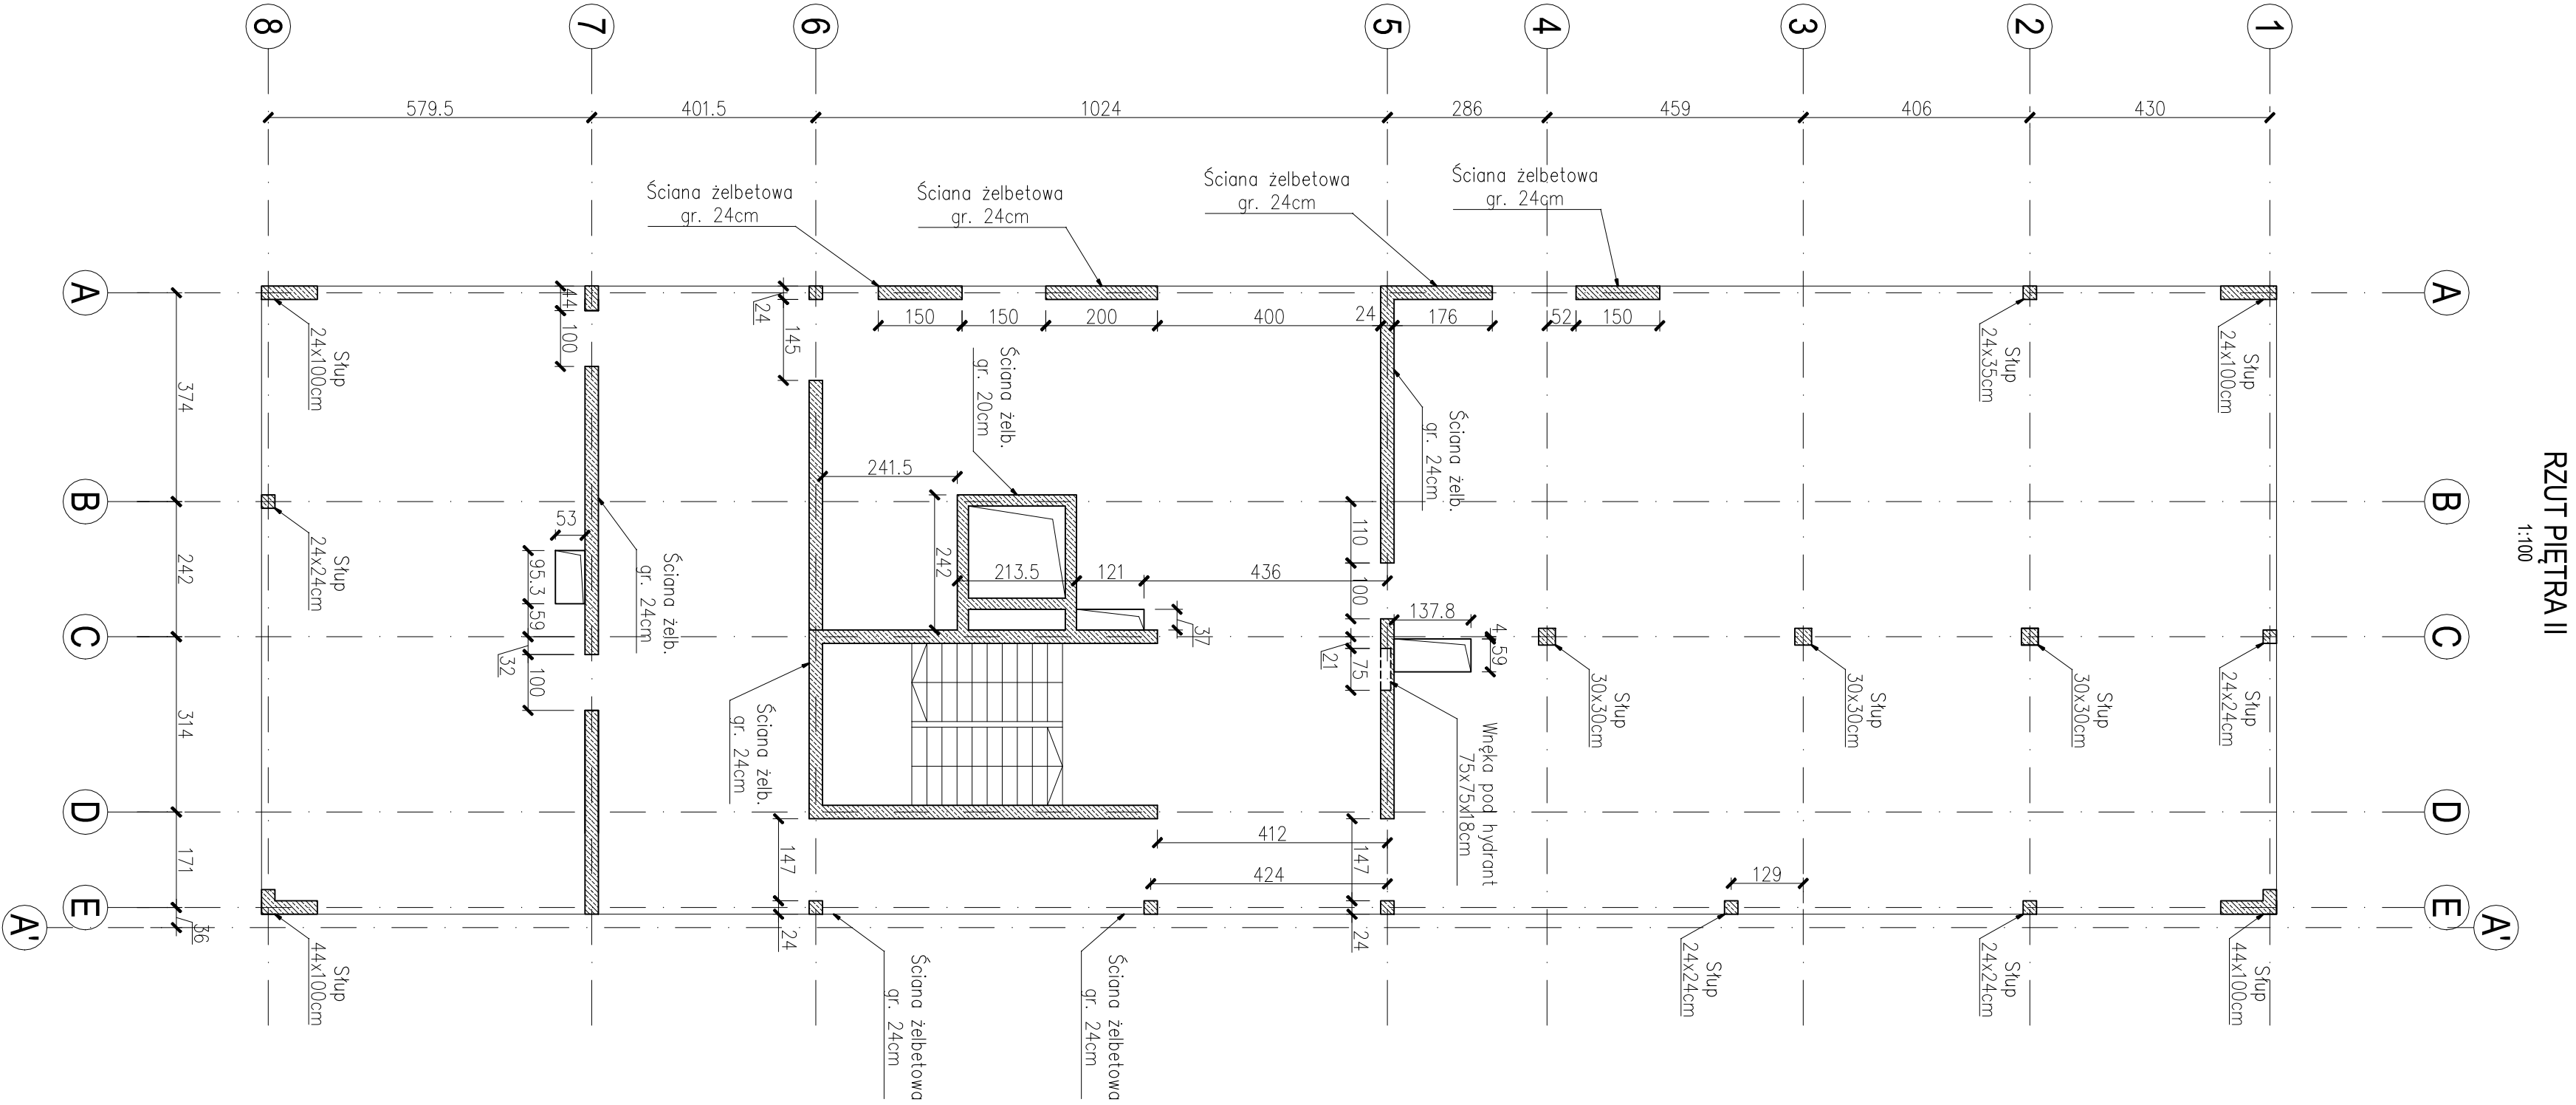 RZUT PIĘTRA II
1:100
8
7
6
5
4
3
2
1
579.5
401.5
1024
286
459
406
430
Ściana żelbetowa
gr. 24cm
Ściana żelbetowa
gr. 24cm
Ściana żelbetowa
gr. 24cm
Ściana żelbetowa
gr. 24cm
A
A
44
100
24
145
150
150
200
400
24
176
52
150
Słup
24x100cm
Słup
24x35cm
Słup
24x100cm
374
Ściana żelb.
gr. 20cm
Ściana żelb.
gr. 24cm
241.5
B
B
110
53
242
Słup
24x24cm
95.3
59
Ściana żelb.
gr. 24cm
242
213.5
121
436
100
137.8
4
59
37
C
C
32
100
21
75
Słup
30x30cm
Słup
30x30cm
Słup
30x30cm
Słup
24x24cm
314
Ściana żelb.
gr. 24cm
Wnęka pod hydrant
75x75x18cm
D
D
412
147
147
171
424
129
E
E
A'
A'
36
24
24
Słup
44x100cm
Ściana żelbetowa
gr. 24cm
Ściana żelbetowa
gr. 24cm
Słup
24x24cm
Słup
24x24cm
Słup
44x100cm